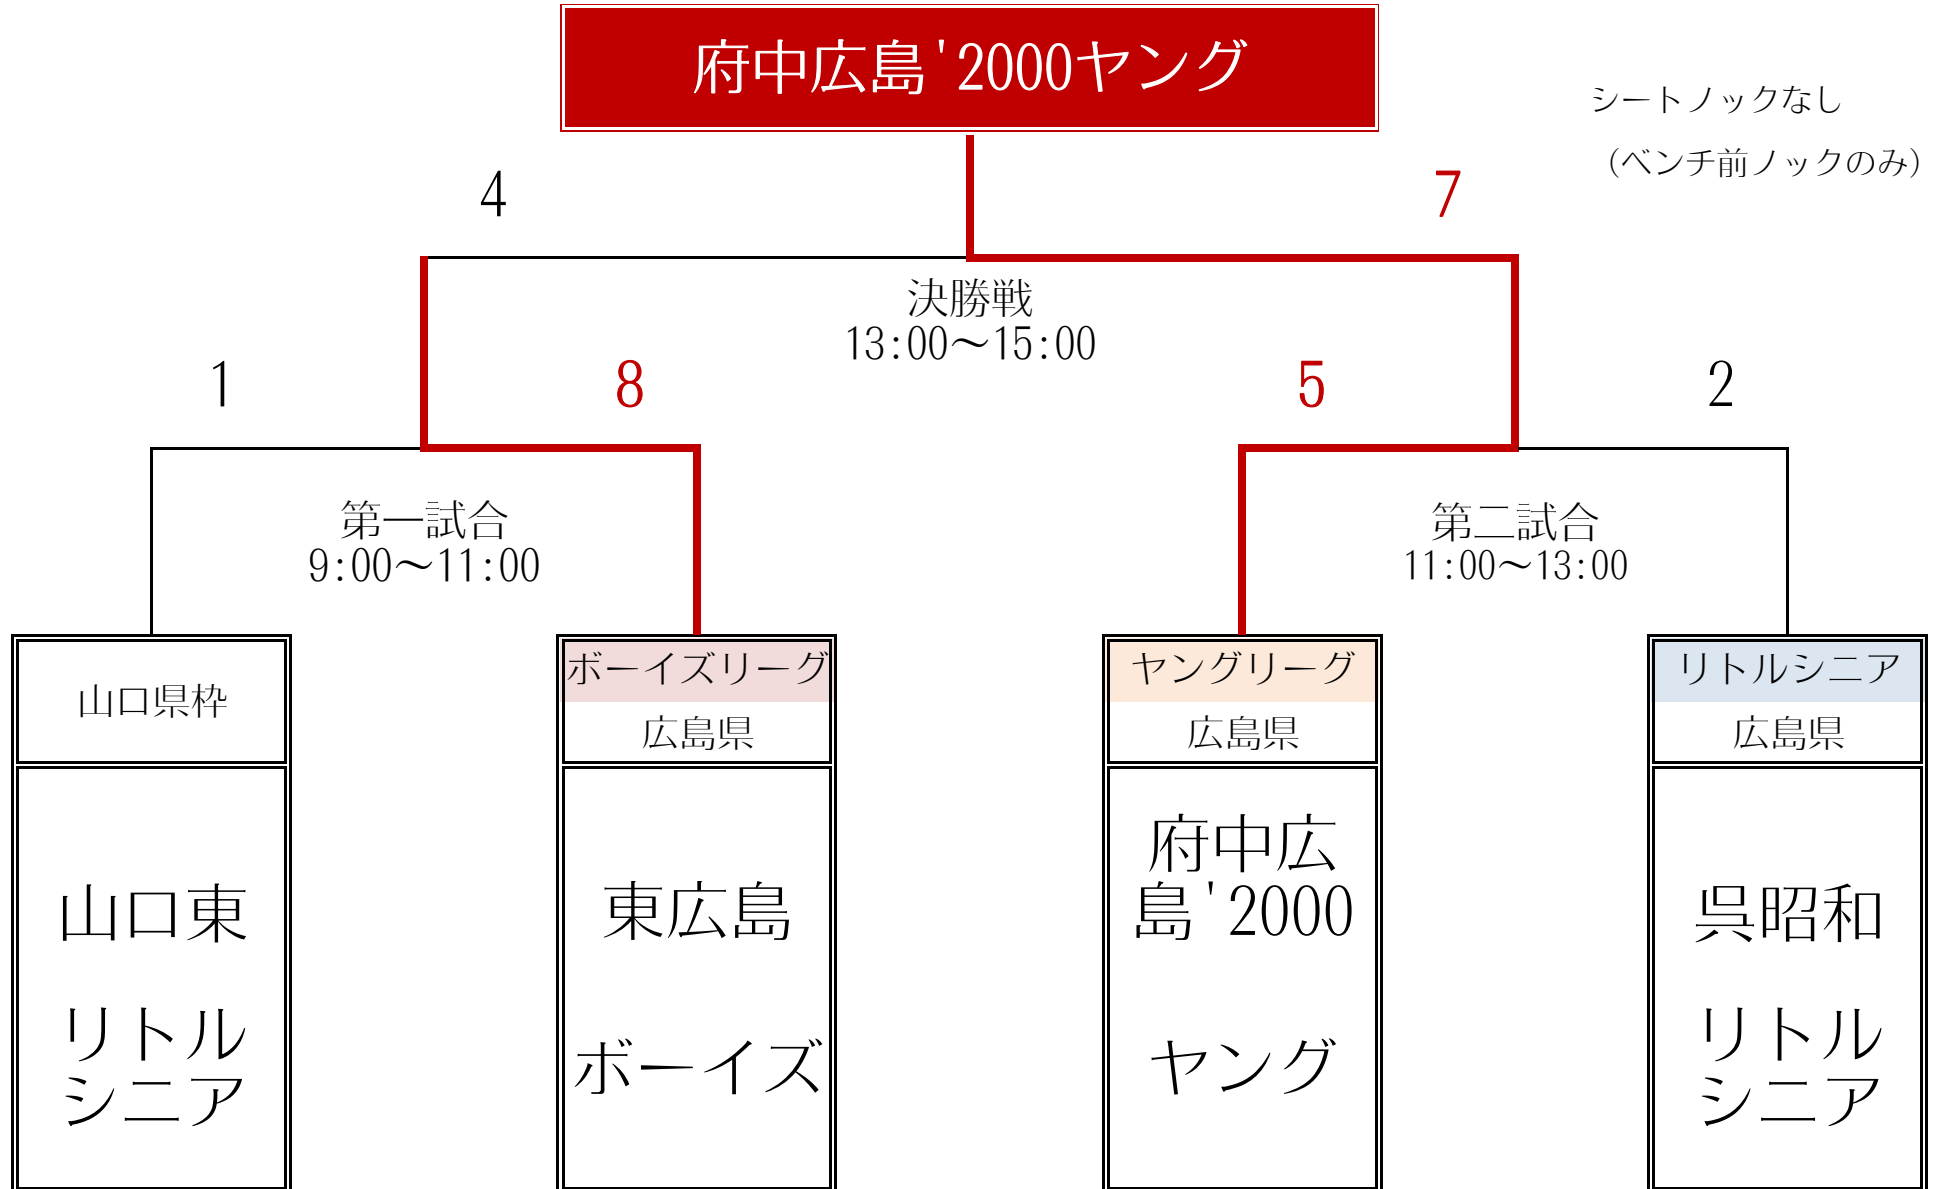 府中広島'2000ヤング
シートノックなし
（ベンチ前ノックのみ）
4
7
決勝戦
13:00～15:00
1
8
5
2
第一試合
9:00～11:00
第二試合
11:00～13:00
山口県枠
ボーイズリーグ
広島県
ヤングリーグ
広島県
リトルシニア
広島県
山口東
リトル
シニア
東広島
ボーイズ
府中広
島'2000
ヤング
呉昭和
リトル
シニア